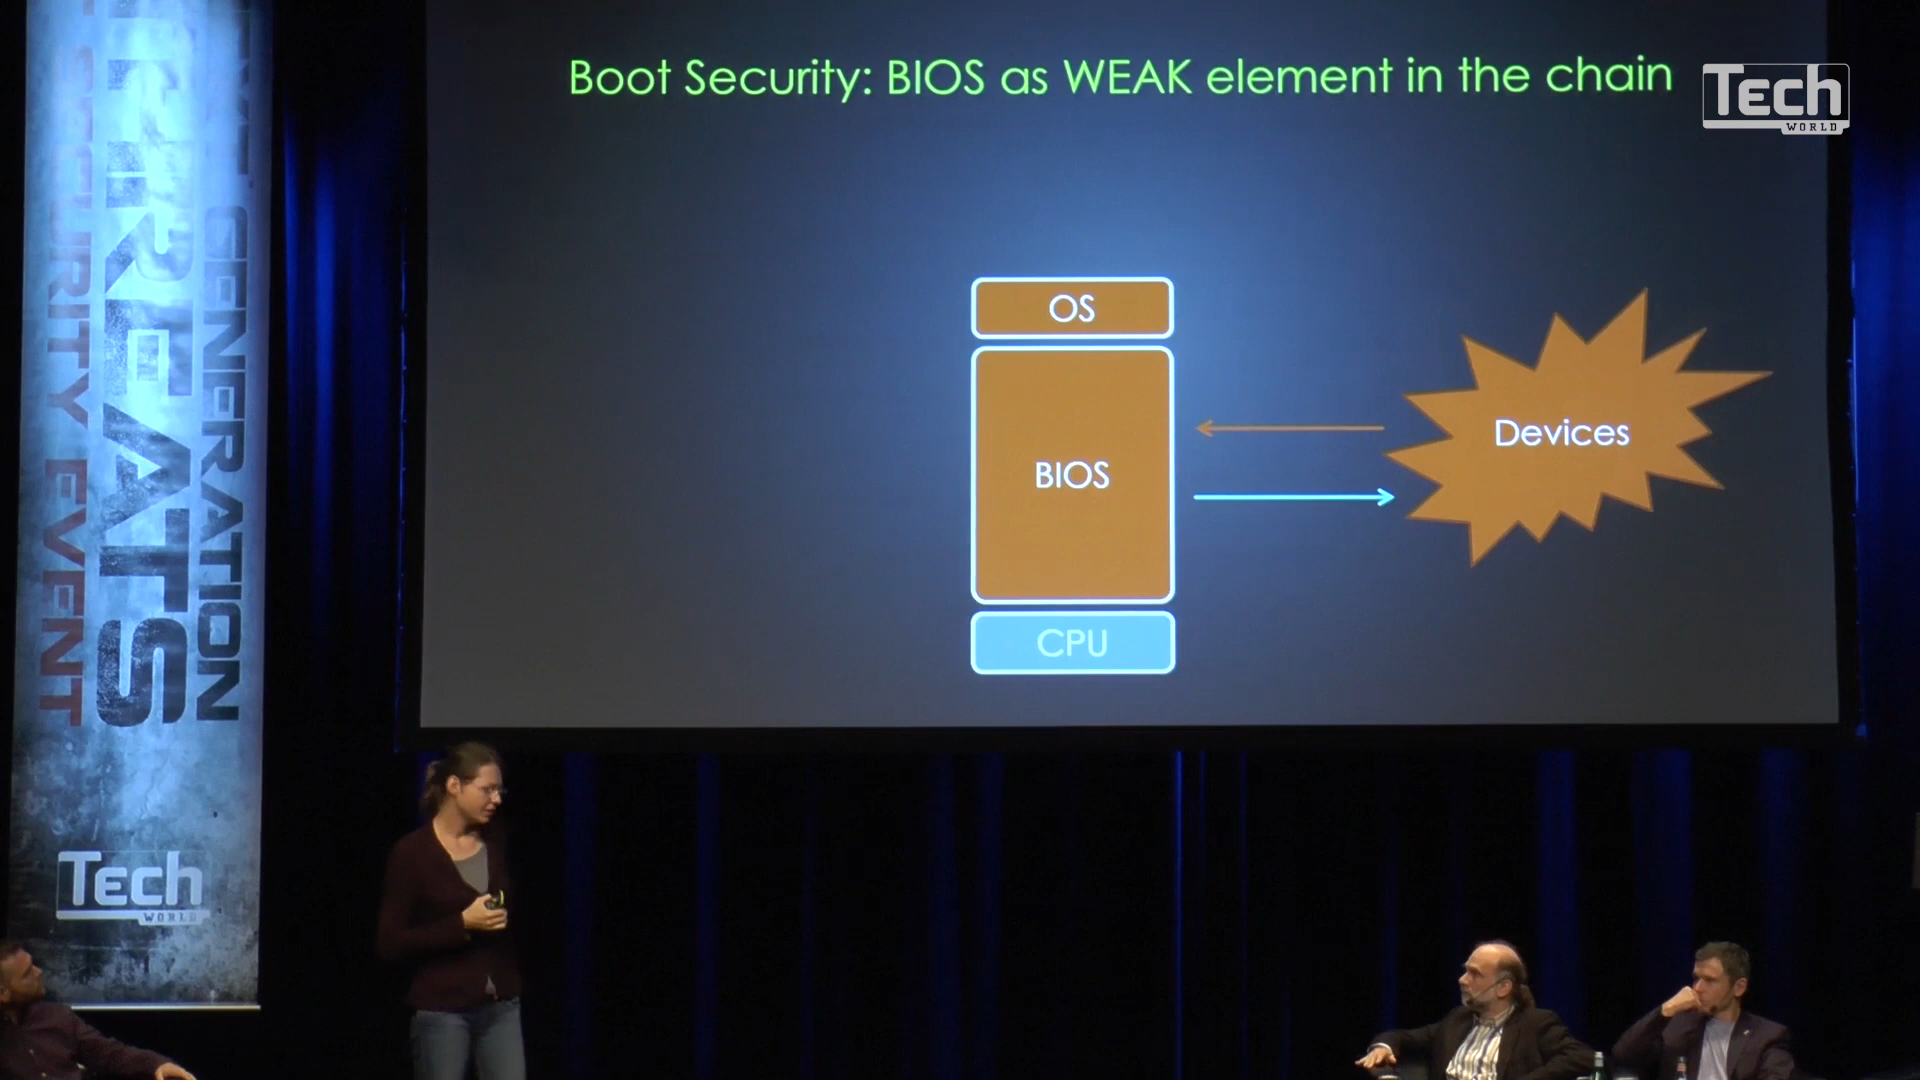 Boot Security: BIOS as WEAK element in the chain
Tech
WORLD
OS
BIOS
CPU
Devices
THREATS
GENERATION
SECURITY EVENT
Tech
WORLD